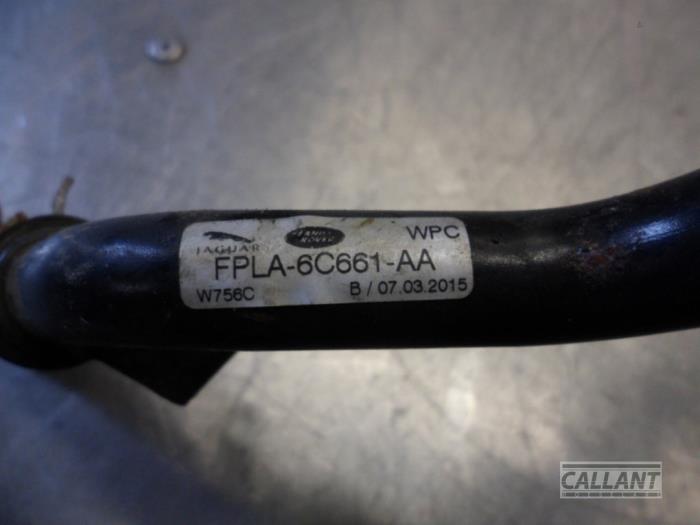 JAGUAR LAND ROVER WPC
FPLA-6C661-AA
W756C B / 07.03.2015
CALLANT